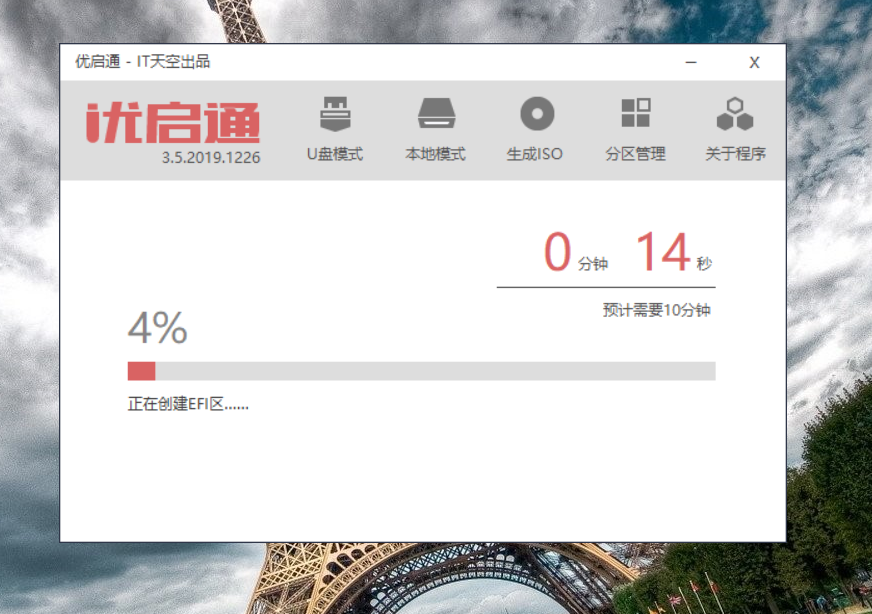 优启通 - IT天空出品
优启通
3.5.2019.1226
U盘模式 本地模式 生成ISO 分区管理 关于程序
0 分钟 14 秒
预计需要10分钟
4%
正在创建EFI区......